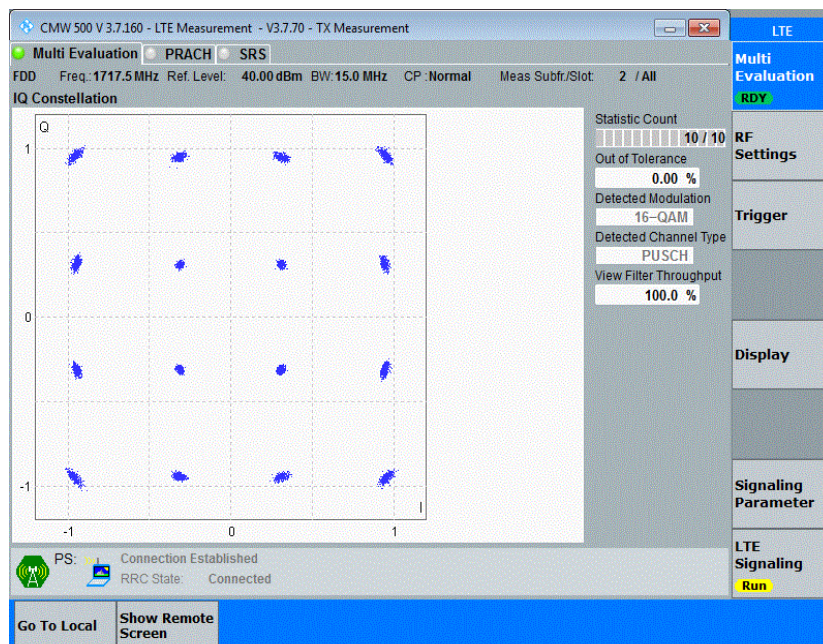 CMW 500 V 3.7.160 - LTE Measurement - V3.7.70 - TX Measurement
LTE
Multi Evaluation PRACH SRS
FDD Freq.: 1717.5 MHz Ref. Level: 40.00 dBm BW: 15.0 MHz CP : Normal Meas Subfr./Slot: 2 / All
IQ Constellation
Q
1
0
-1
-1 0 1
I
Statistic Count
10 / 10
Out of Tolerance
0.00 %
Detected Modulation
16-QAM
Detected Channel Type
PUSCH
View Filter Throughput
100.0 %
Multi
Evaluation
RDY
RF
Settings
Trigger
Display
Signaling
Parameter
LTE
Signaling
Run
PS: Connection Established
RRC State: Connected
Go To Local
Show Remote
Screen